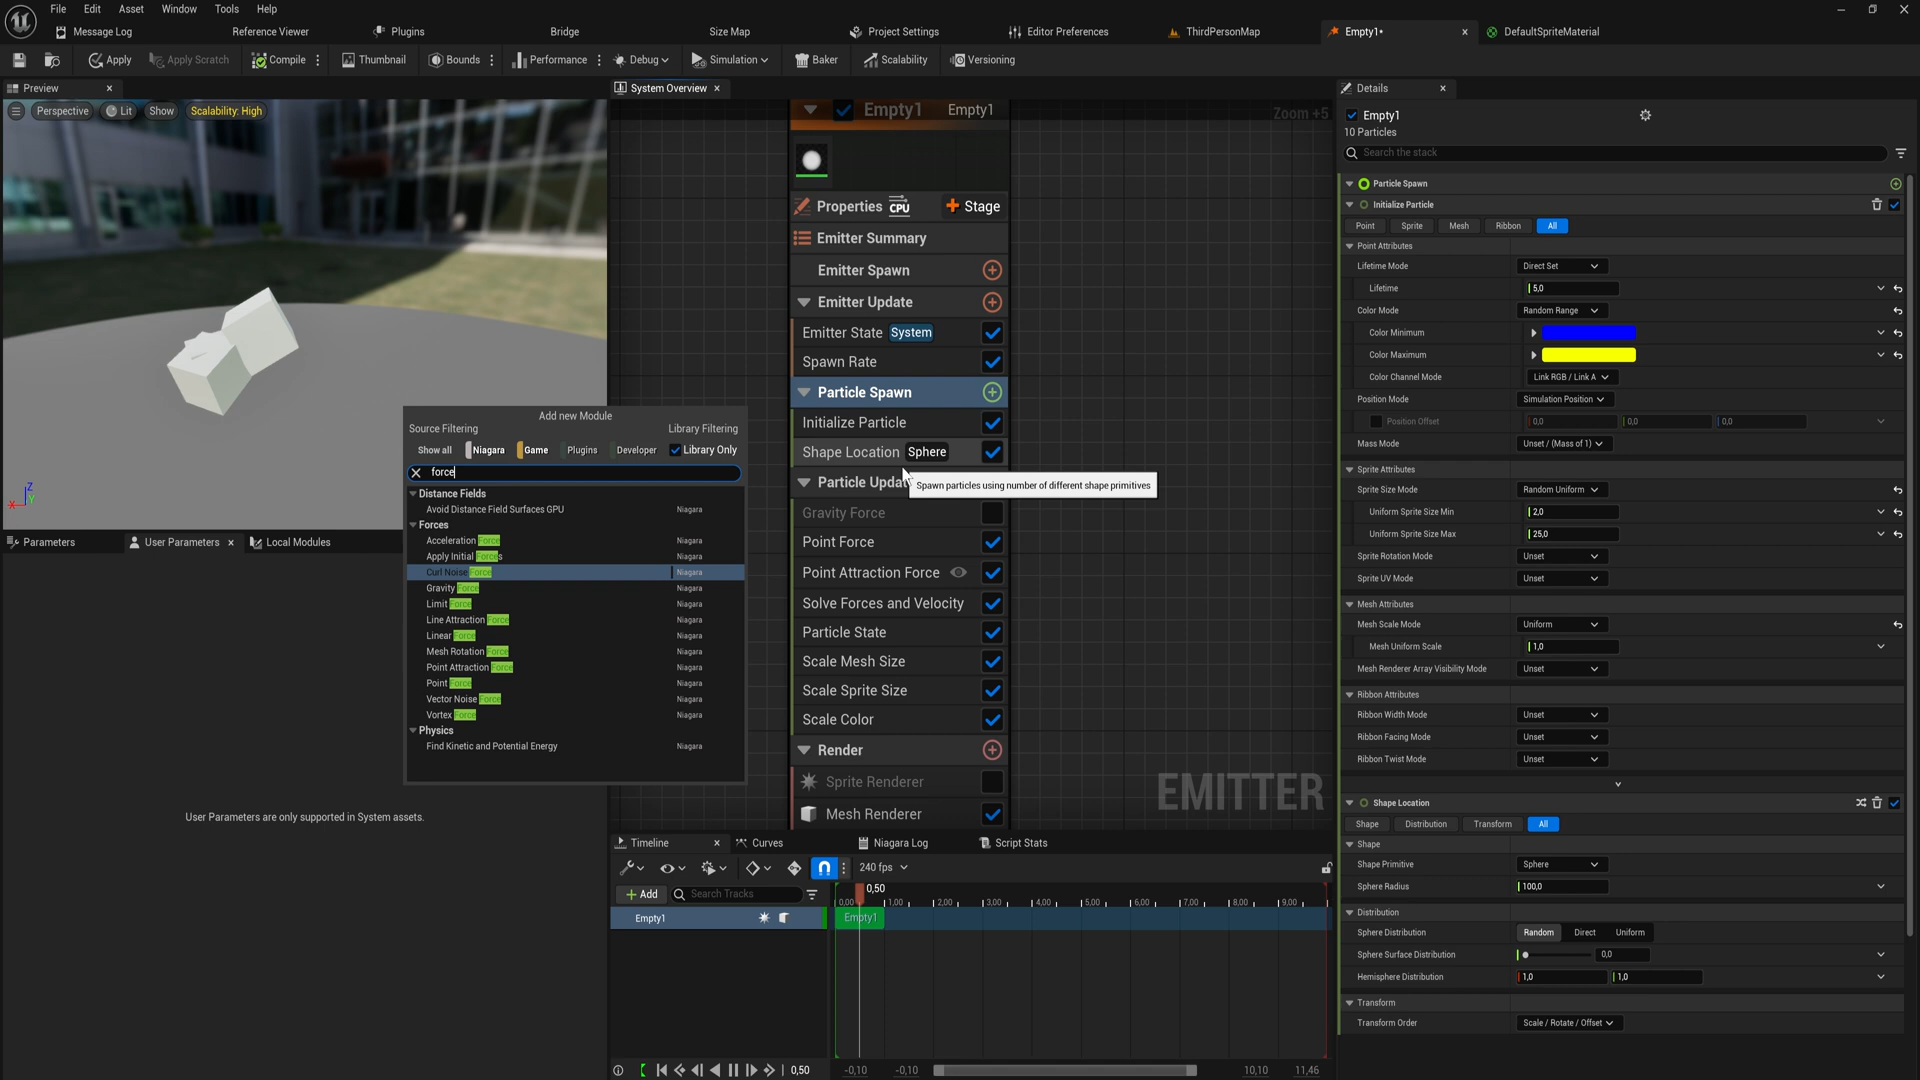 File Edit Asset Window Tools Help
Message Log
Reference Viewer
Plugins
Bridge
Size Map
Project Settings
Editor Preferences
ThirdPersonMap
Empty1•
DefaultSpriteMaterial
Apply
Apply Scratch
Compile
Thumbnail
Bounds
Performance
Debug
Simulation
Baker
Scalability
Versioning
Preview
Perspective
Lit
Show
Scalability: High
Z
Y
X
Parameters
User Parameters
Local Modules
User Parameters are only supported in System assets.
Add new Module
Source Filtering
Library Filtering
Show all
Niagara
Game
Plugins
Developer
Library Only
force
Distance Fields
Avoid Distance Field Surfaces GPU Niagara
Forces
Acceleration Force Niagara
Apply Initial Forces Niagara
Curl Noise Force Niagara
Gravity Force Niagara
Limit Force Niagara
Line Attraction Force Niagara
Linear Force Niagara
Mesh Rotation Force Niagara
Point Attraction Force Niagara
Point Force Niagara
Vector Noise Force Niagara
Vortex Force Niagara
Physics
Find Kinetic and Potential Energy Niagara
System Overview
Zoom +5
Empty1 Empty1
Properties CPU Stage
Emitter Summary
Emitter Spawn
Emitter Update
Emitter State System
Spawn Rate
Particle Spawn
Initialize Particle
Shape Location Sphere
Particle Updat
Spawn particles using number of different shape primitives
Gravity Force
Point Force
Point Attraction Force
Solve Forces and Velocity
Particle State
Scale Mesh Size
Scale Sprite Size
Scale Color
Render
Sprite Renderer
Mesh Renderer
EMITTER
Timeline
Curves
Niagara Log
Script Stats
240 fps
+ Add
Search Tracks
0,50
0,00 1,00 2,00 3,00 4,00 5,00 6,00 7,00 8,00 9,00
Empty1
Empty1
0,50
-0,10 -0,10 10,10 11,46
Details
Empty1
10 Particles
Search the stack
Particle Spawn
Initialize Particle
Point Sprite Mesh Ribbon All
Point Attributes
Lifetime Mode Direct Set
Lifetime 5,0
Color Mode Random Range
Color Minimum
Color Maximum
Color Channel Mode Link RGB / Link A
Position Mode Simulation Position
Position Offset 0,0 0,0 0,0
Mass Mode Unset / (Mass of 1)
Sprite Attributes
Sprite Size Mode Random Uniform
Uniform Sprite Size Min 2,0
Uniform Sprite Size Max 25,0
Sprite Rotation Mode Unset
Sprite UV Mode Unset
Mesh Attributes
Mesh Scale Mode Uniform
Mesh Uniform Scale 1,0
Mesh Renderer Array Visibility Mode Unset
Ribbon Attributes
Ribbon Width Mode Unset
Ribbon Facing Mode Unset
Ribbon Twist Mode Unset
Shape Location
Shape Distribution Transform All
Shape
Shape Primitive Sphere
Sphere Radius 100,0
Distribution
Sphere Distribution Random Direct Uniform
Sphere Surface Distribution 0,0
Hemisphere Distribution 1,0 1,0
Transform
Transform Order Scale / Rotate / Offset